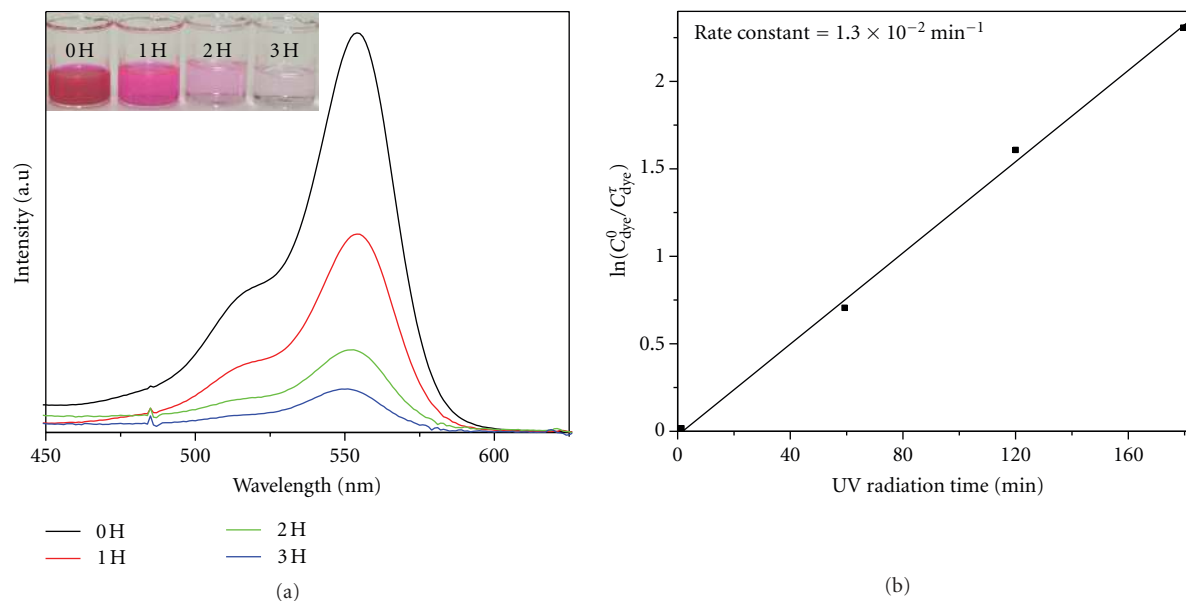 0 H 1 H 2 H 3 H
Intensity (a.u)
450 500 550 600
Wavelength (nm)
0 H 2 H
1 H 3 H
(a)
Rate constant = 1.3 × 10⁻² min⁻¹
2
1.5
1
0.5
0
ln(C⁰dye/Cτdye)
0 40 80 120 160
UV radiation time (min)
(b)